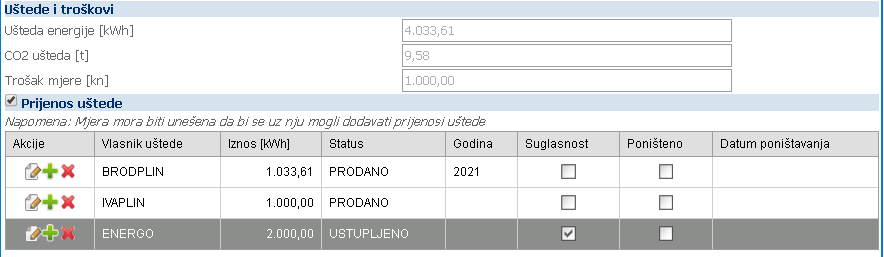 Uštede i troškovi
Ušteda energije [kWh] 4.033,61
CO2 ušteda [t] 9,58
Trošak mjere [kn] 1.000,00
Prijenos uštede
Napomena: Mjera mora biti unešena da bi se uz nju mogli dodavati prijenosi uštede
Akcije Vlasnik uštede Iznos [kWh] Status Godina Suglasnost Poništeno Datum poništavanja
BRODPLIN 1.033,61 PRODANO 2021
IVAPLIN 1.000,00 PRODANO
ENERGO 2.000,00 USTUPLJENO